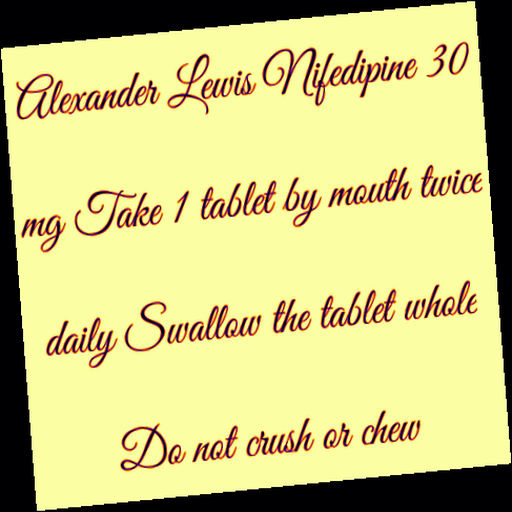 Alexander Lewis Nifedipine 30
mg Take 1 tablet by mouth twice
daily Swallow the tablet whole
Do not crush or chew